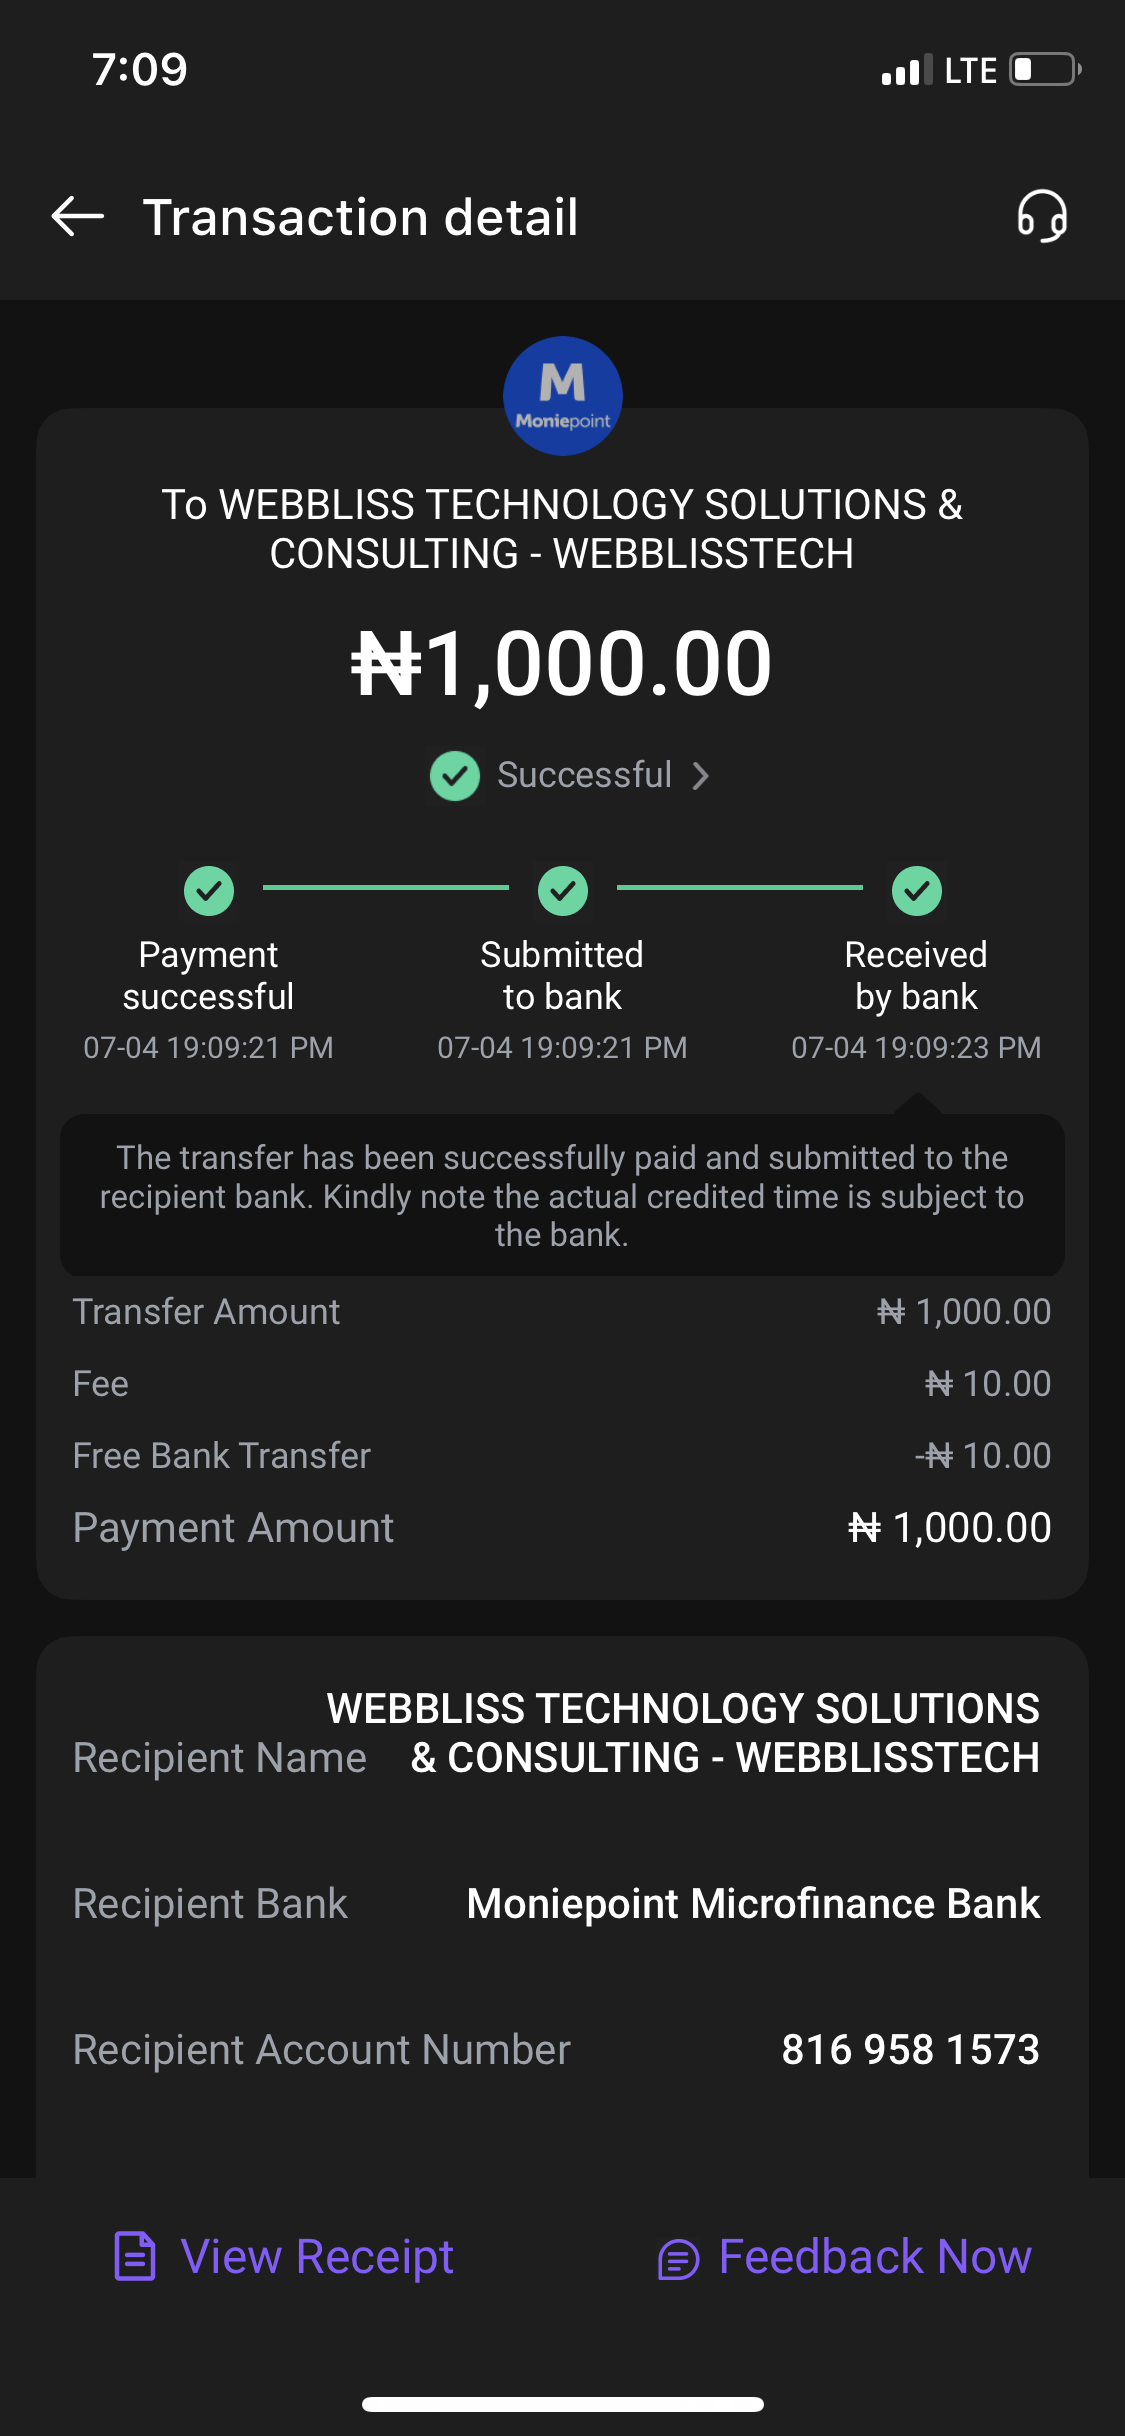 7:09
LTE
Transaction detail
M
Moniepoint
To WEBBLISS TECHNOLOGY SOLUTIONS &
CONSULTING - WEBBLISSTECH
₦1,000.00
Successful
Payment
successful
07-04 19:09:21 PM
Submitted
to bank
07-04 19:09:21 PM
Received
by bank
07-04 19:09:23 PM
The transfer has been successfully paid and submitted to the
recipient bank. Kindly note the actual credited time is subject to
the bank.
Transfer Amount ₦ 1,000.00
Fee ₦ 10.00
Free Bank Transfer -₦ 10.00
Payment Amount ₦ 1,000.00
Recipient Name WEBBLISS TECHNOLOGY SOLUTIONS
& CONSULTING - WEBBLISSTECH
Recipient Bank Moniepoint Microfinance Bank
Recipient Account Number 816 958 1573
View Receipt
Feedback Now